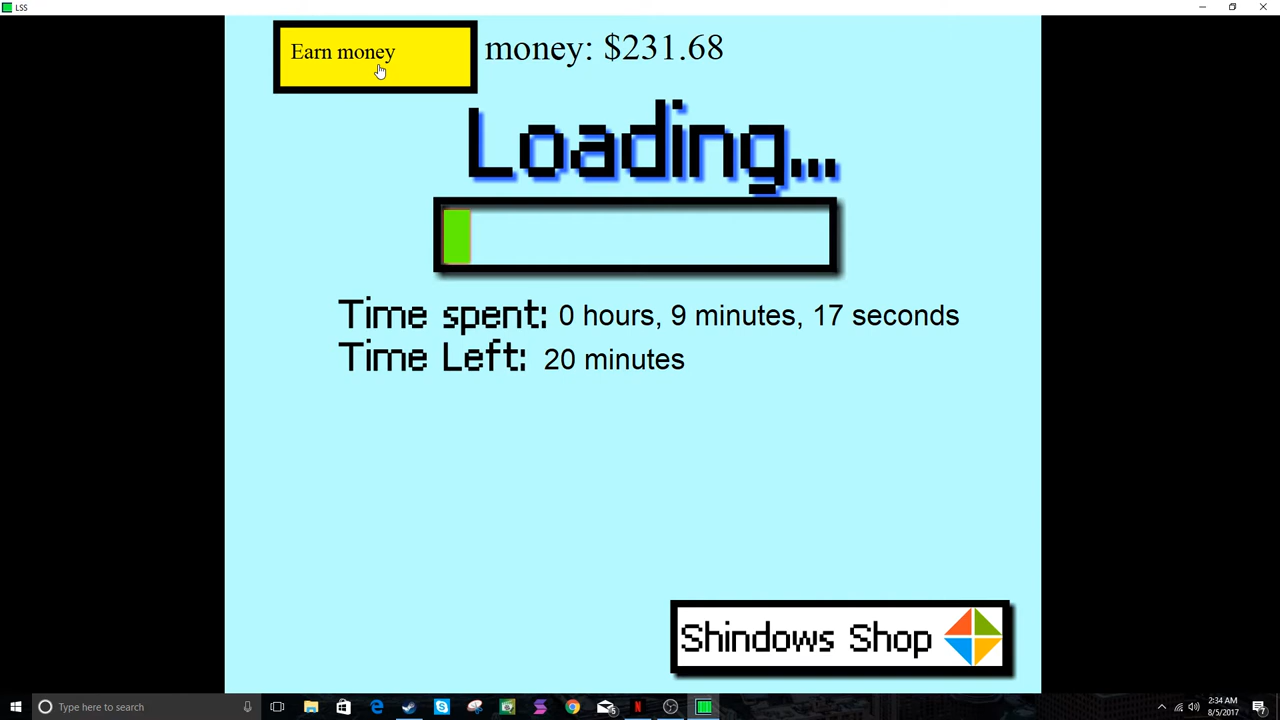 LSS
Earn money
money: $231.68
Loading...
Time spent: 0 hours, 9 minutes, 17 seconds
Time Left: 20 minutes
Shindows Shop
Type here to search
2:34 AM
8/5/2017